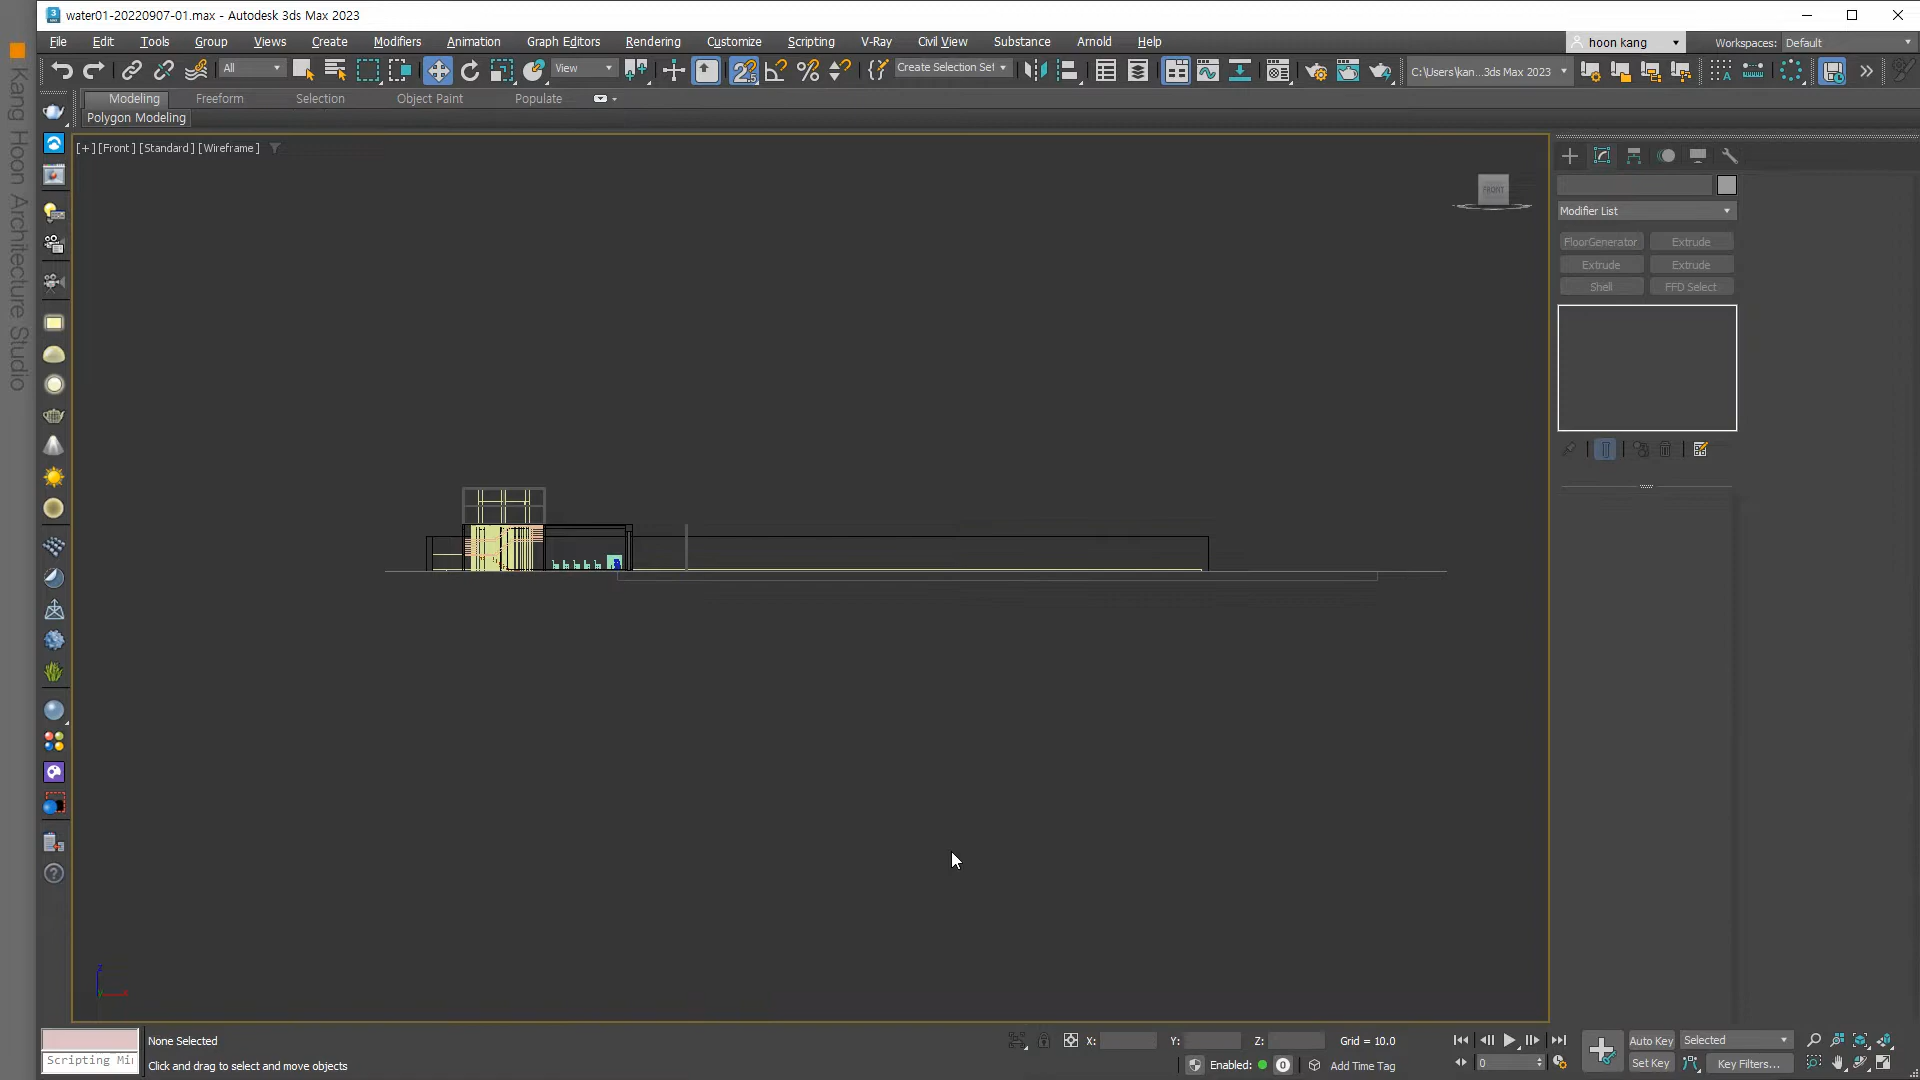 water01-20220907-01.max - Autodesk 3ds Max 2023
File Edit Tools Group Views Create Modifiers Animation Graph Editors Rendering Customize Scripting V-Ray Civil View Substance Arnold Help
hoon kang
Workspaces: Default
All
View
Create Selection Set
C:\Users\kan...3ds Max 2023
Modeling Freeform Selection Object Paint Populate
Polygon Modeling
Kang Hoon Architecture Studio
[+] [Front] [Standard] [Wireframe]
FRONT
Modifier List
FloorGenerator Extrude
Extrude Extrude
Shell FFD Select
None Selected
X: Y: Z: Grid = 10.0
Auto Key Selected
Scripting Mi
Click and drag to select and move objects
Enabled: 0 Add Time Tag
0
Set Key Key Filters...